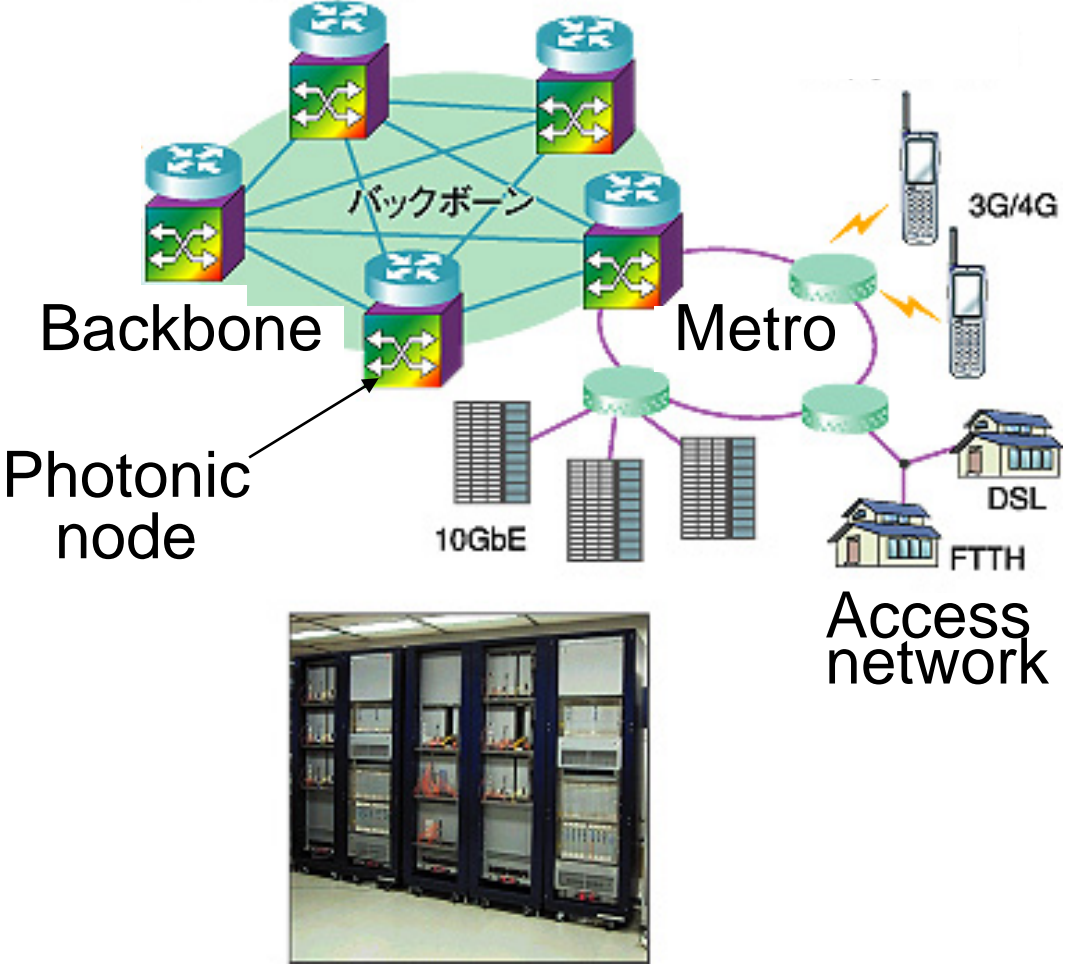 バックボーン
3G/4G
Backbone
Metro
Photonic
node
10GbE
DSL
FTTH
Access
network